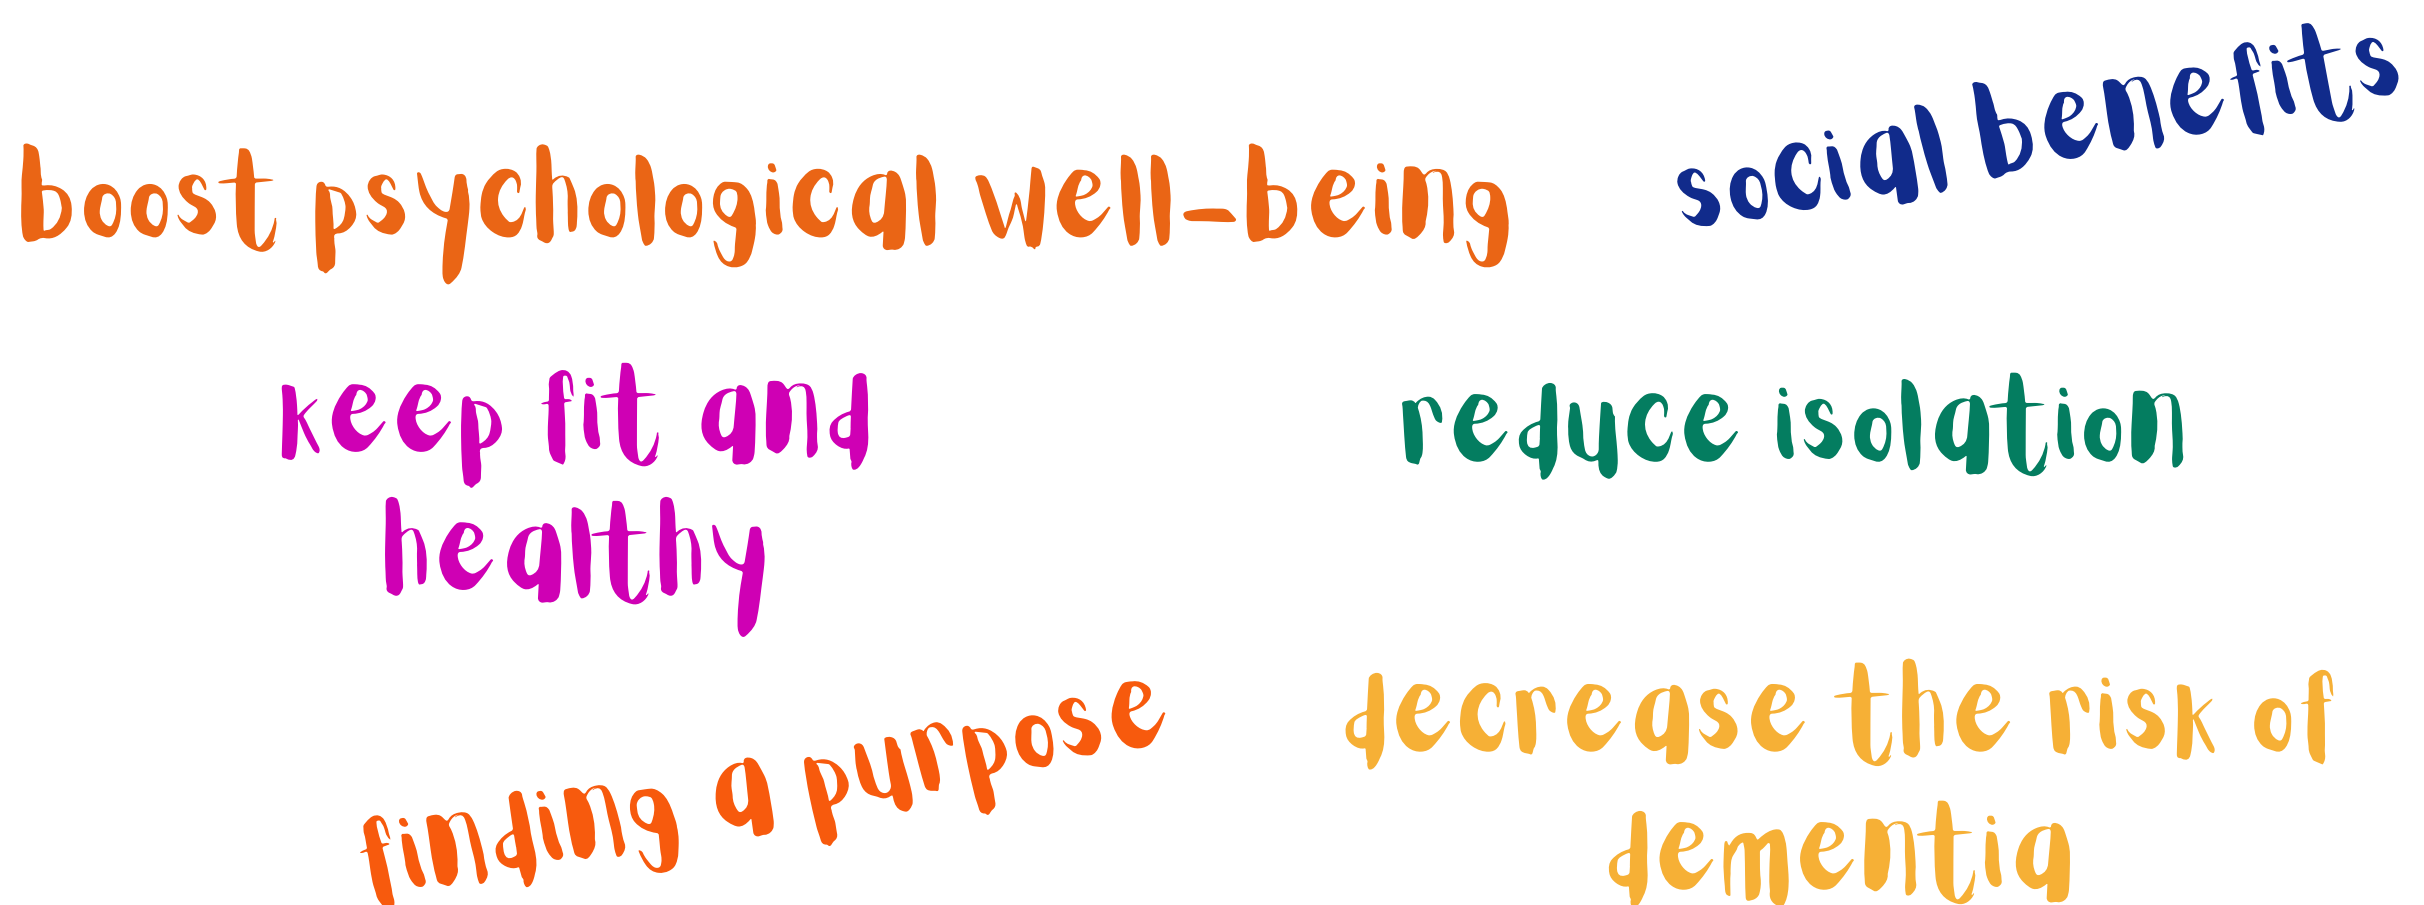 boost psychological well-being
social benefits
keep fit and
healthy
reduce isolation
finding a purpose
decrease the risk of
dementia